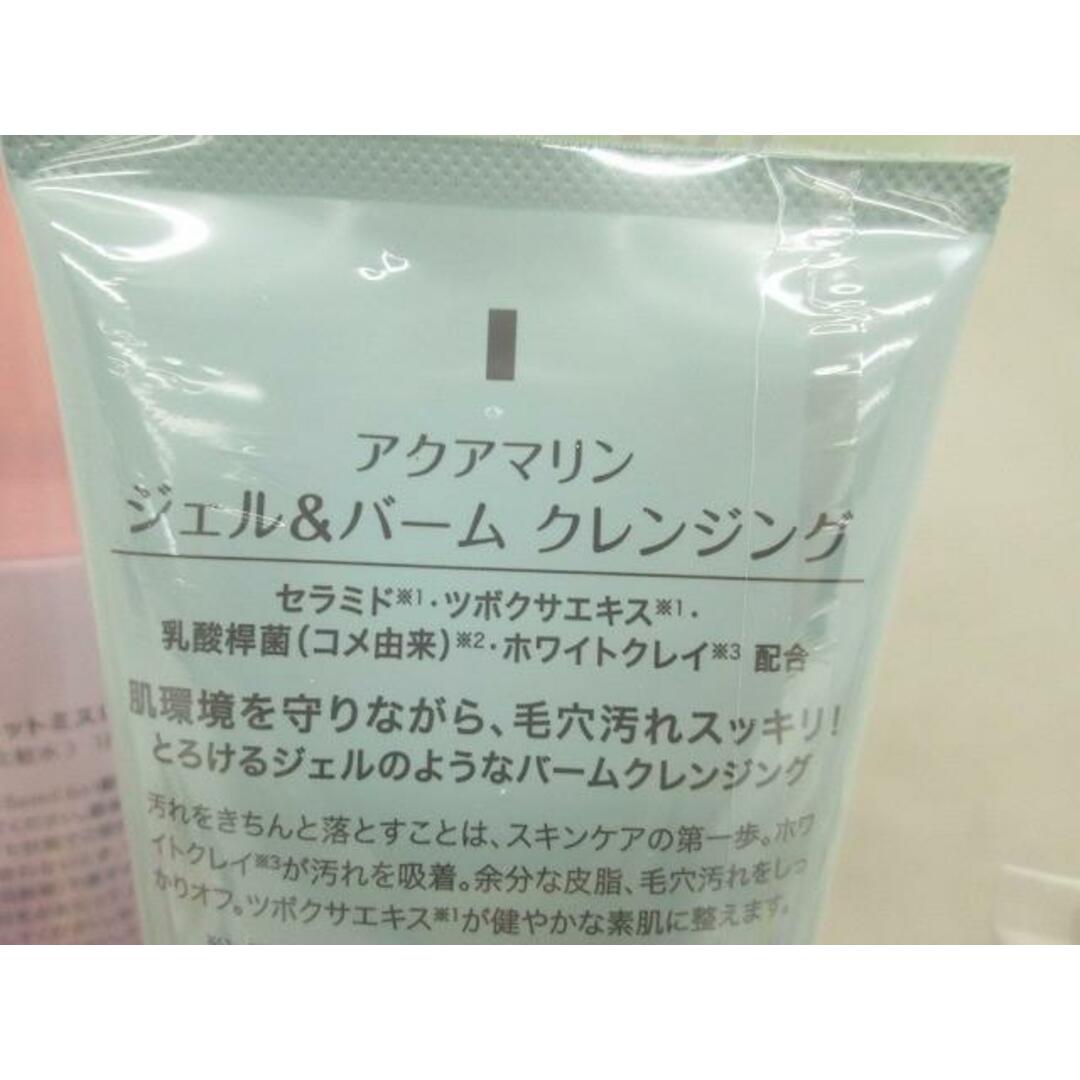 アクアマリン
ジェル&バーム クレンジング
セラミド※1・ツボクサエキス※1・
乳酸桿菌(コメ由来)※2・ホワイトクレイ※3 配合
肌環境を守りながら、毛穴汚れスッキリ!
とろけるジェルのようなバームクレンジング
汚れをきちんと落とすことは、スキンケアの第一歩。ホワ
イトクレイ※3が汚れを吸着。余分な皮脂、毛穴汚れをしっ
かりオフ。ツボクサエキス※1が健やかな素肌に整えます。